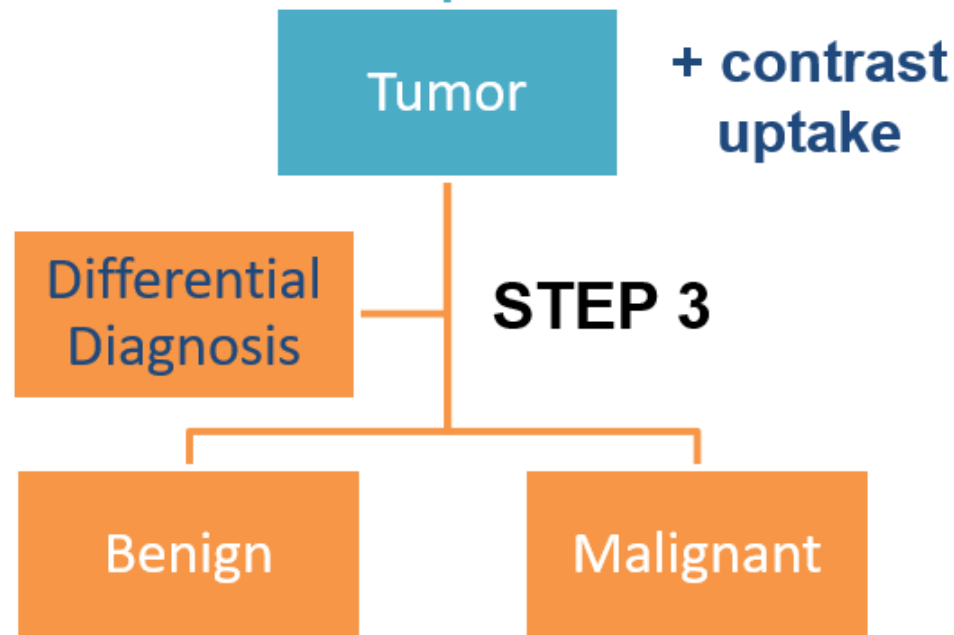 Tumor
+ contrast
uptake
Differential
Diagnosis
STEP 3
Benign
Malignant